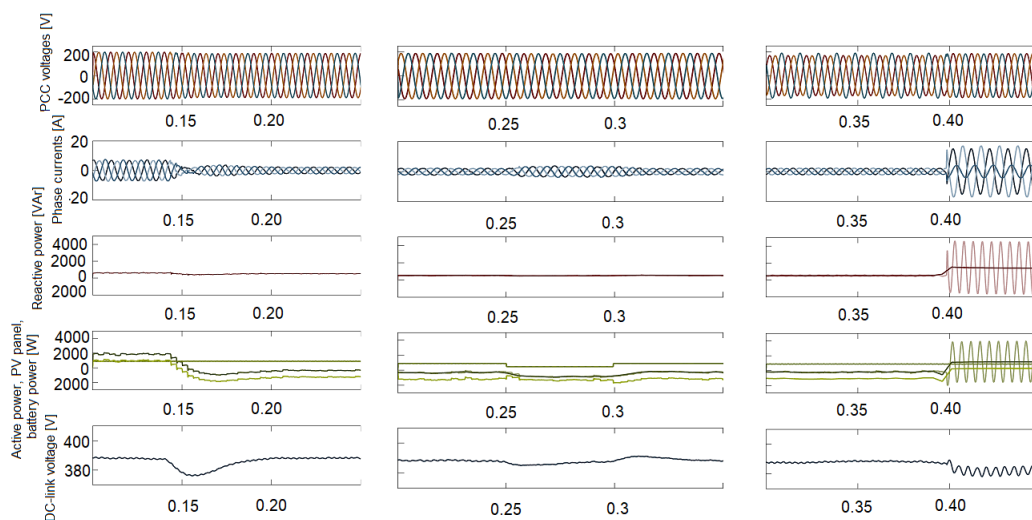 PCC voltages [V]
200
0
-200
0.15 0.20 0.25 0.3 0.35 0.40
Phase currents [A]
20
0
-20
0.15 0.20 0.25 0.3 0.35 0.40
Reactive power [VAr]
4000
2000
0
2000
0.15 0.20 0.25 0.3 0.35 0.40
Active power, PV panel,
battery power [W]
4000
2000
0
2000
0.15 0.20 0.25 0.3 0.35 0.40
DC-link voltage [V]
400
380
0.15 0.20 0.25 0.3 0.35 0.40